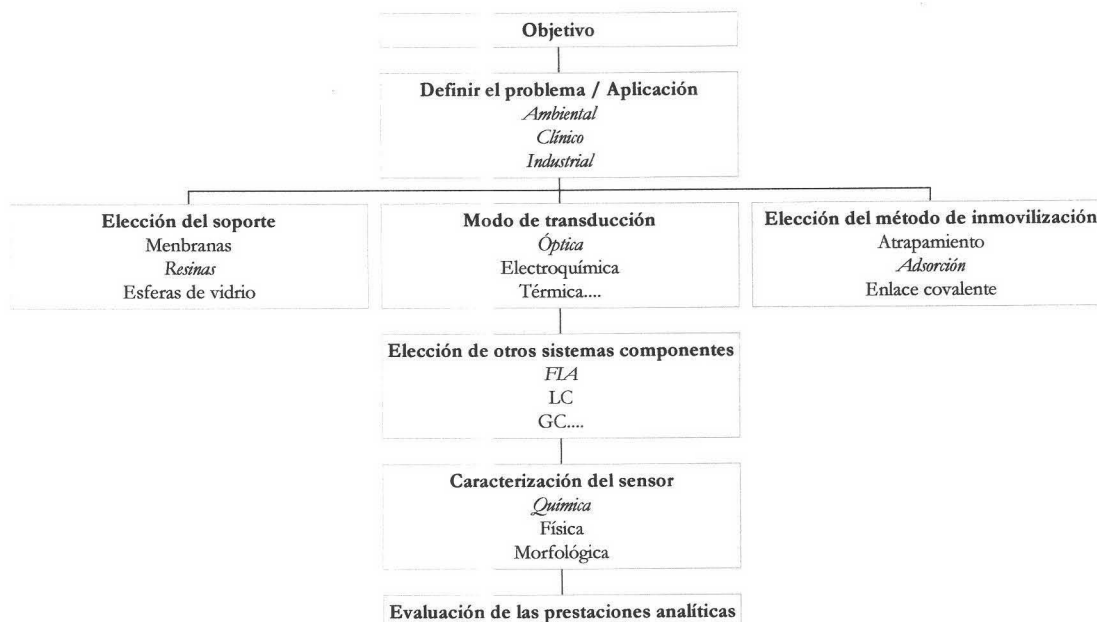 Objetivo
Definir el problema / Aplicación
Ambiental
Clínico
Industrial
Elección del soporte
Menbranas
Resinas
Esferas de vidrio
Modo de transducción
Óptica
Electroquímica
Térmica....
Elección del método de inmovilización
Atrapamiento
Adsorción
Enlace covalente
Elección de otros sistemas componentes
FIA
LC
GC....
Caracterización del sensor
Química
Física
Morfológica
Evaluación de las prestaciones analíticas